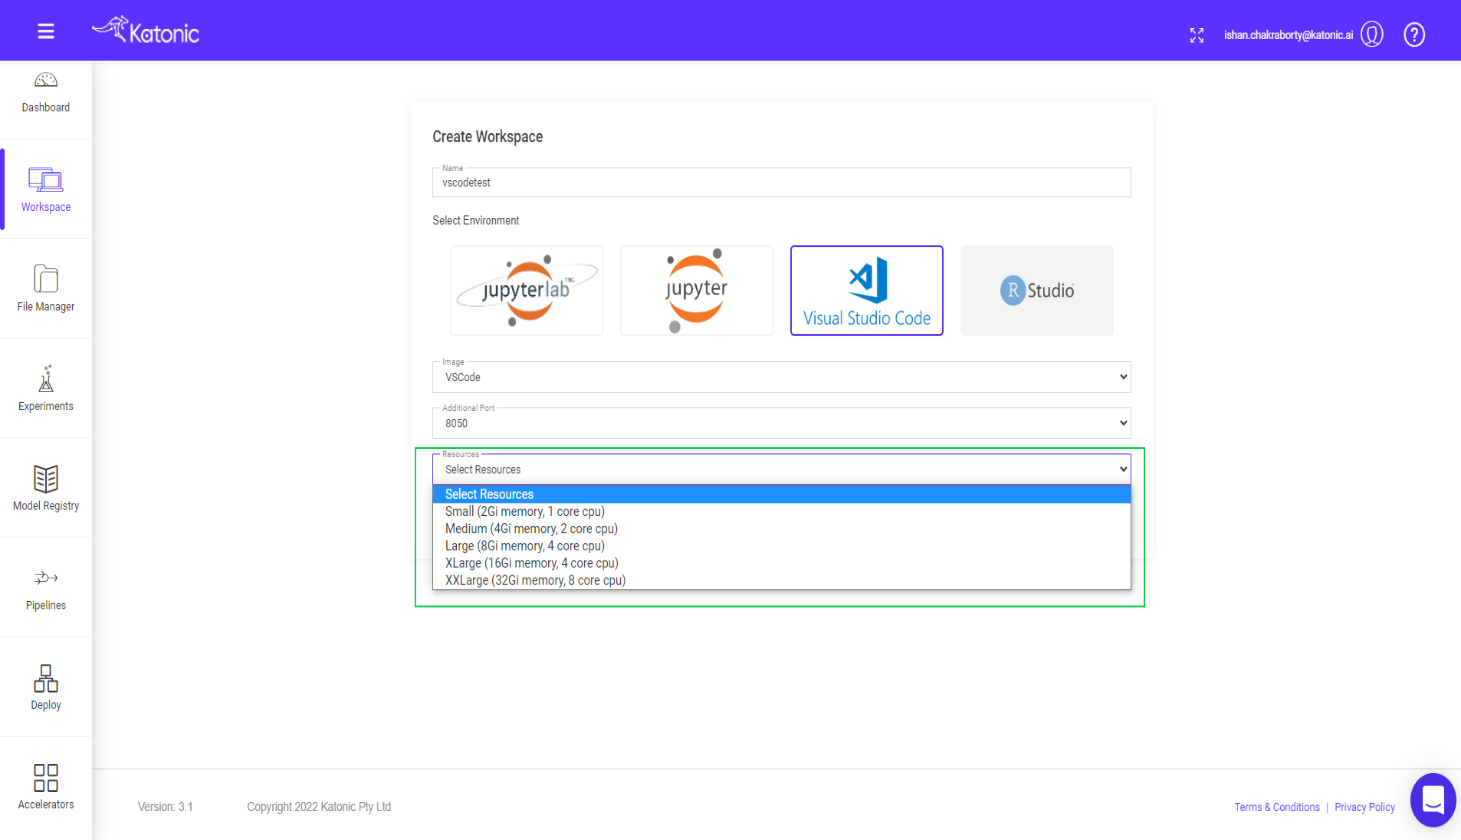 Katonic
ishan.chakraborty@katonic.ai
?
Dashboard
Workspace
File Manager
Experiments
Model Registry
Pipelines
Deploy
Accelerators
Create Workspace
Name
vscodetest
Select Environment
jupyterlab™
jupyter
Visual Studio Code
R Studio
Image
VSCode
Additional Port
8050
Resources
Select Resources
Select Resources
Small (2Gi memory, 1 core cpu)
Medium (4Gi memory, 2 core cpu)
Large (8Gi memory, 4 core cpu)
XLarge (16Gi memory, 4 core cpu)
XXLarge (32Gi memory, 8 core cpu)
Version: 3.1
Copyright 2022 Katonic Pty Ltd
Terms & Conditions | Privacy Policy